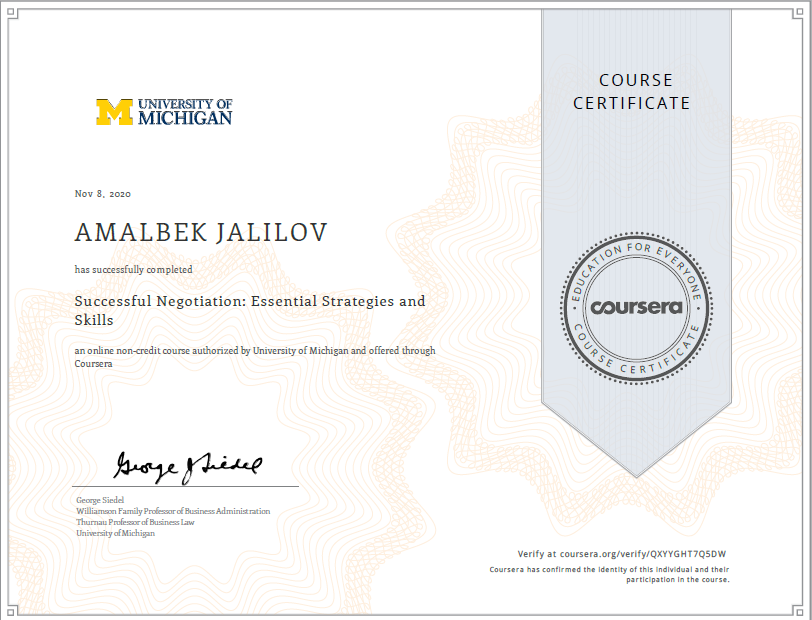 COURSE
CERTIFICATE
UNIVERSITY OF
MICHIGAN
Nov 8, 2020
AMALBEK JALILOV
has successfully completed
Successful Negotiation: Essential Strategies and
Skills
an online non-credit course authorized by University of Michigan and offered through
Coursera
EDUCATION FOR EVERYONE
coursera
COURSE CERTIFICATE
George J Siedel
George Siedel
Williamson Family Professor of Business Administration
Thurnau Professor of Business Law
University of Michigan
Verify at coursera.org/verify/QXYYGHT7Q5DW
Coursera has confirmed the identity of this individual and their
participation in the course.